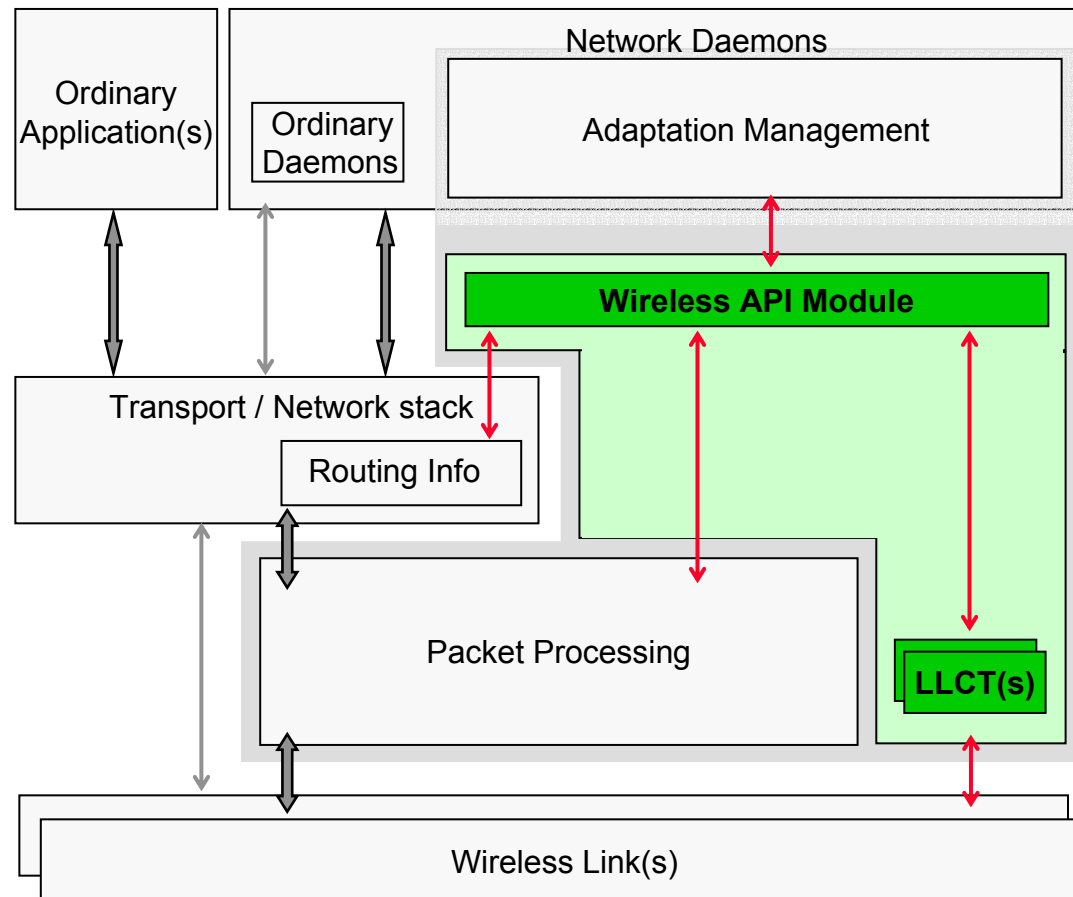 Network Daemons
Ordinary
Application(s)
Ordinary
Daemons
Adaptation Management
Wireless API Module
Transport / Network stack
Routing Info
Packet Processing
LLCT(s)
Wireless Link(s)